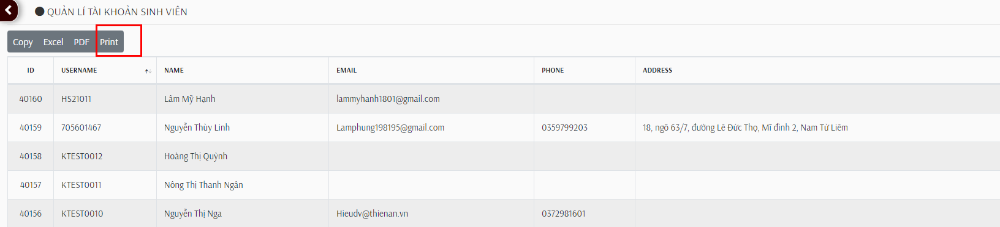 QUẢN LÍ TÀI KHOẢN SINH VIÊN
Copy Excel PDF Print
ID USERNAME NAME EMAIL PHONE ADDRESS
40160 HS21011 Lâm Mỹ Hạnh lammyhanh1801@gmail.com
40159 705601467 Nguyễn Thùy Linh Lamphung198195@gmail.com 0359799203 18, ngõ 63/7, đường Lê Đức Thọ, Mĩ đình 2, Nam Từ Liêm
40158 KTEST0012 Hoàng Thị Quỳnh
40157 KTEST0011 Nông Thị Thanh Ngân
40156 KTEST0010 Nguyễn Thị Nga Hieudv@thienan.vn 0372981601